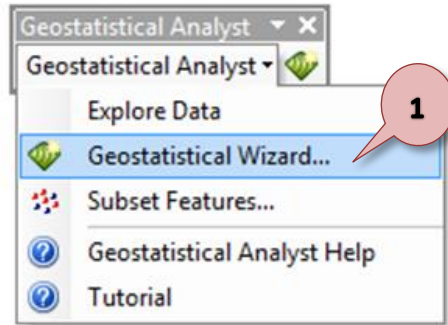 Geostatistical Analyst
Geostatistical Analyst
Explore Data
1
Geostatistical Wizard...
Subset Features...
Geostatistical Analyst Help
Tutorial